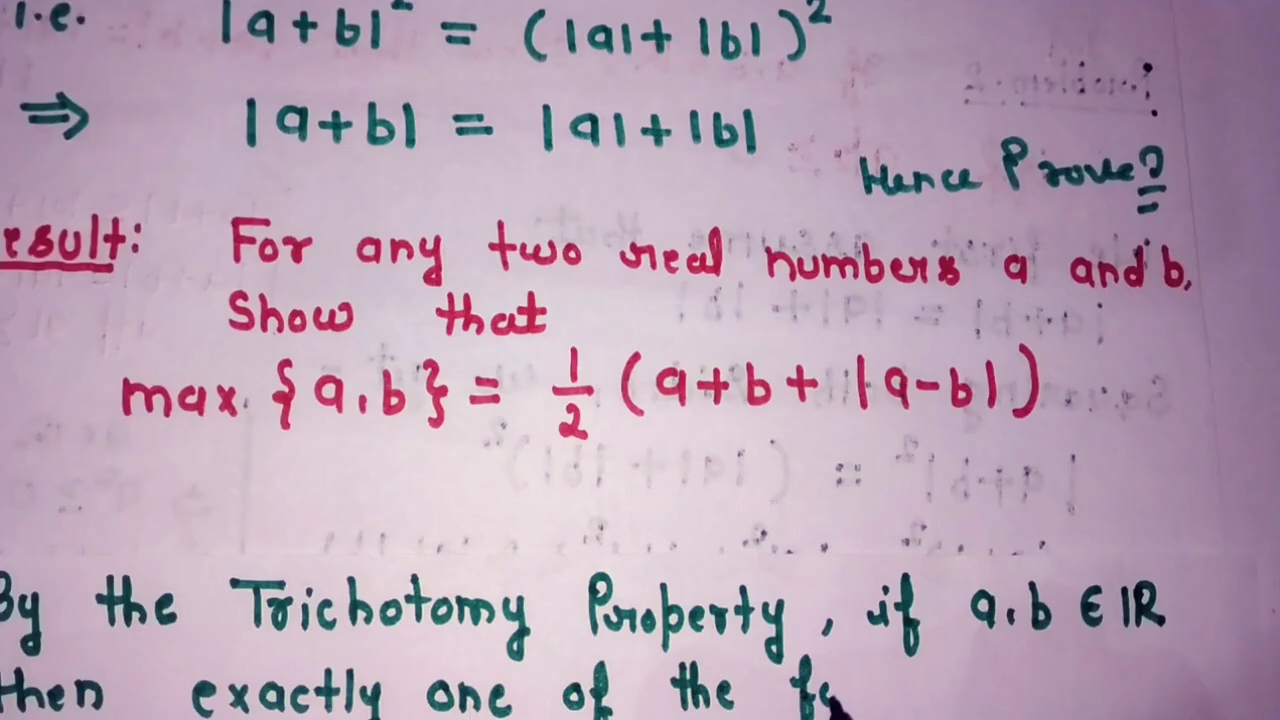 i.e. |a+b|² = (|a|+|b|)²
⇒ |a+b| = |a|+|b|
Hence Proved
esult: For any two real numbers a and b.
Show that
max {a,b} = 1/2 (a+b+|a-b|)
By the Trichotomy Property, if a,b ∈ IR
then exactly one of the